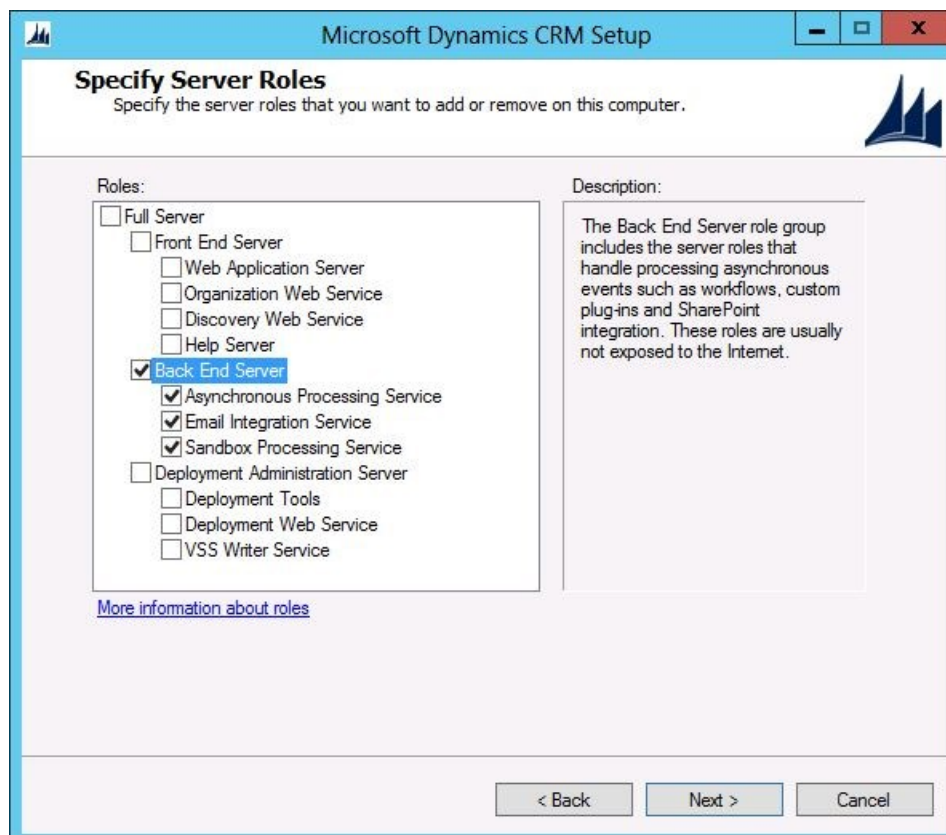 Microsoft Dynamics CRM Setup
Specify Server Roles
Specify the server roles that you want to add or remove on this computer.
Roles:
Full Server
Front End Server
Web Application Server
Organization Web Service
Discovery Web Service
Help Server
Back End Server
Asynchronous Processing Service
Email Integration Service
Sandbox Processing Service
Deployment Administration Server
Deployment Tools
Deployment Web Service
VSS Writer Service
More information about roles
Description:
The Back End Server role group
includes the server roles that
handle processing asynchronous
events such as workflows, custom
plug-ins and SharePoint
integration. These roles are usually
not exposed to the Internet.
< Back
Next >
Cancel